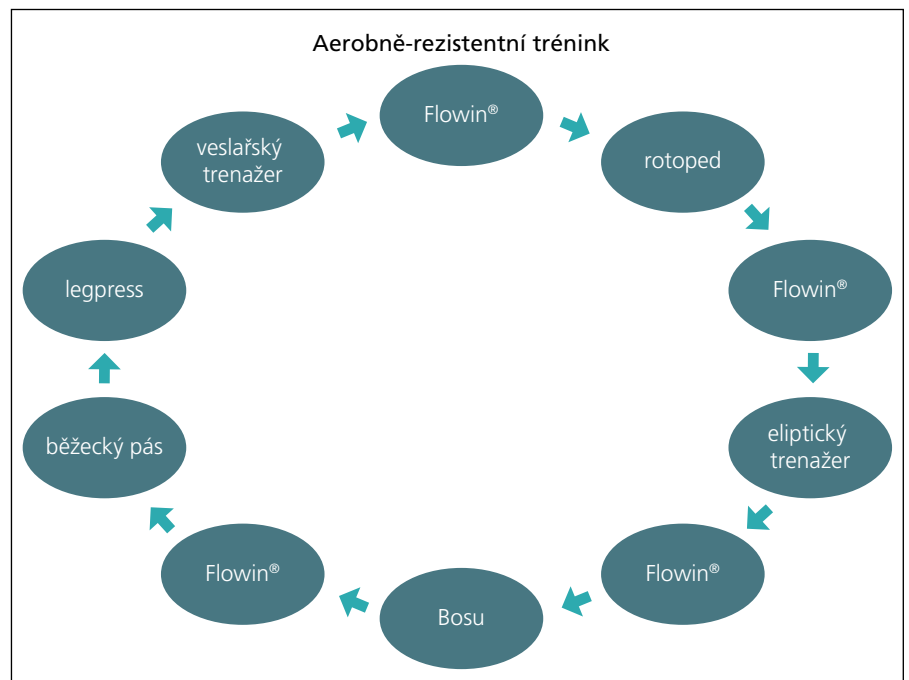 Aerobně-rezistentní trénink
Flowin®
rotoped
Flowin®
eliptický
trenažer
Flowin®
Bosu
Flowin®
běžecký pás
legpress
veslařský
trenažer